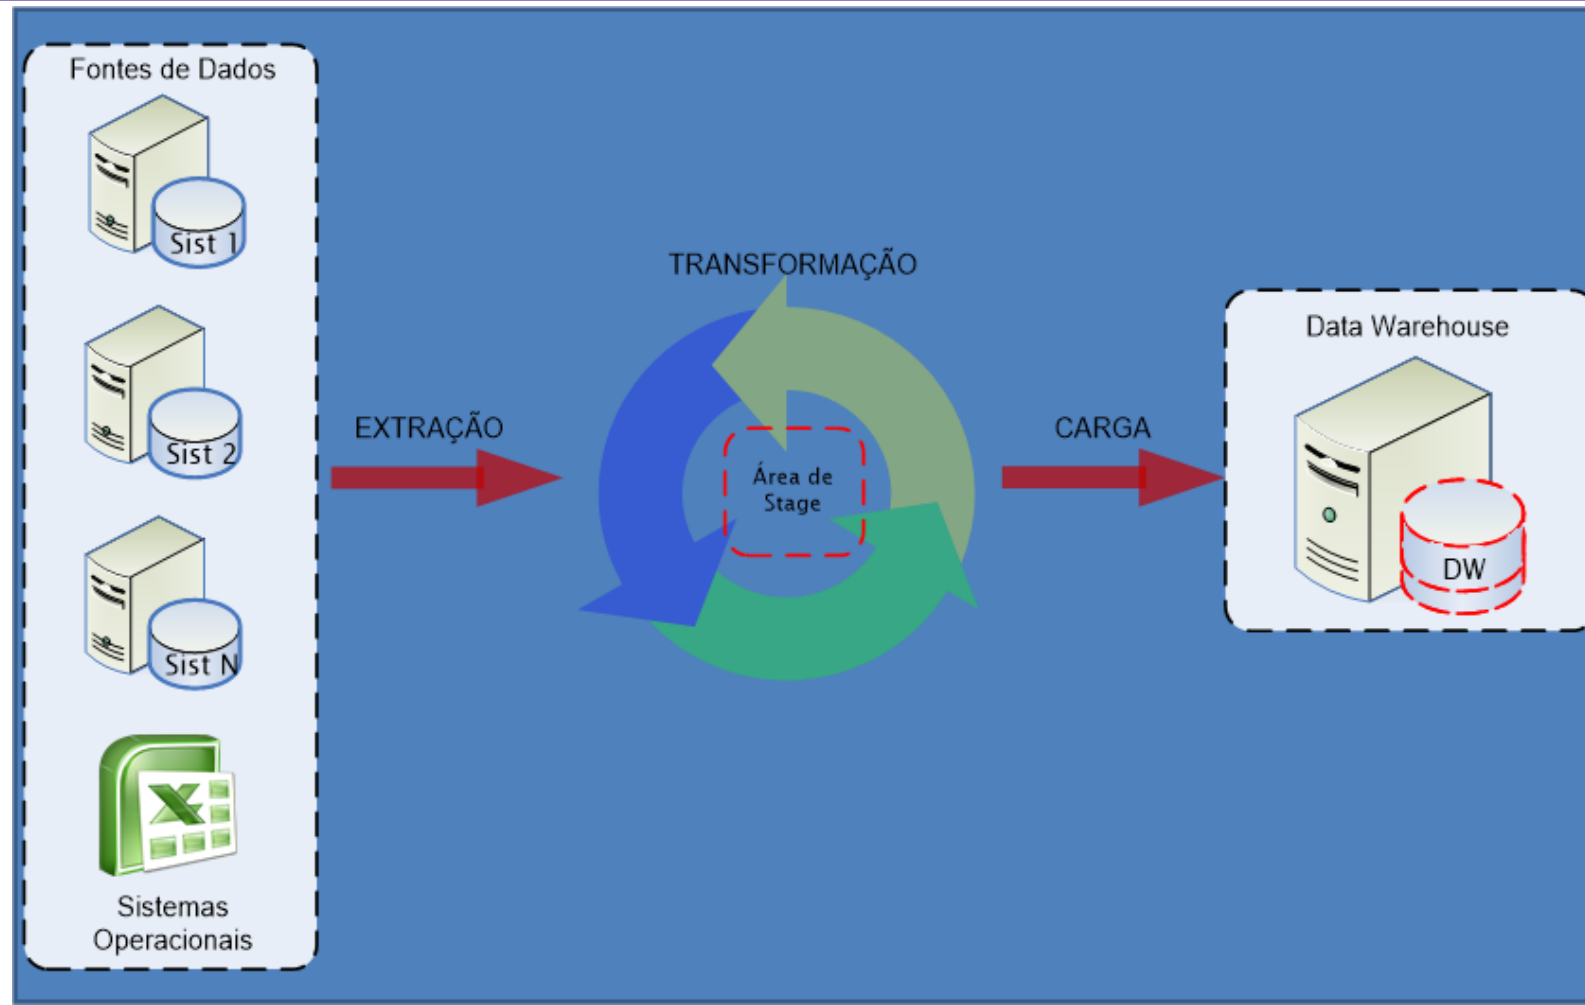 Fontes de Dados
Sist 1
Sist 2
Sist N
Sistemas
Operacionais
EXTRAÇÃO
TRANSFORMAÇÃO
Área de
Stage
CARGA
Data Warehouse
DW